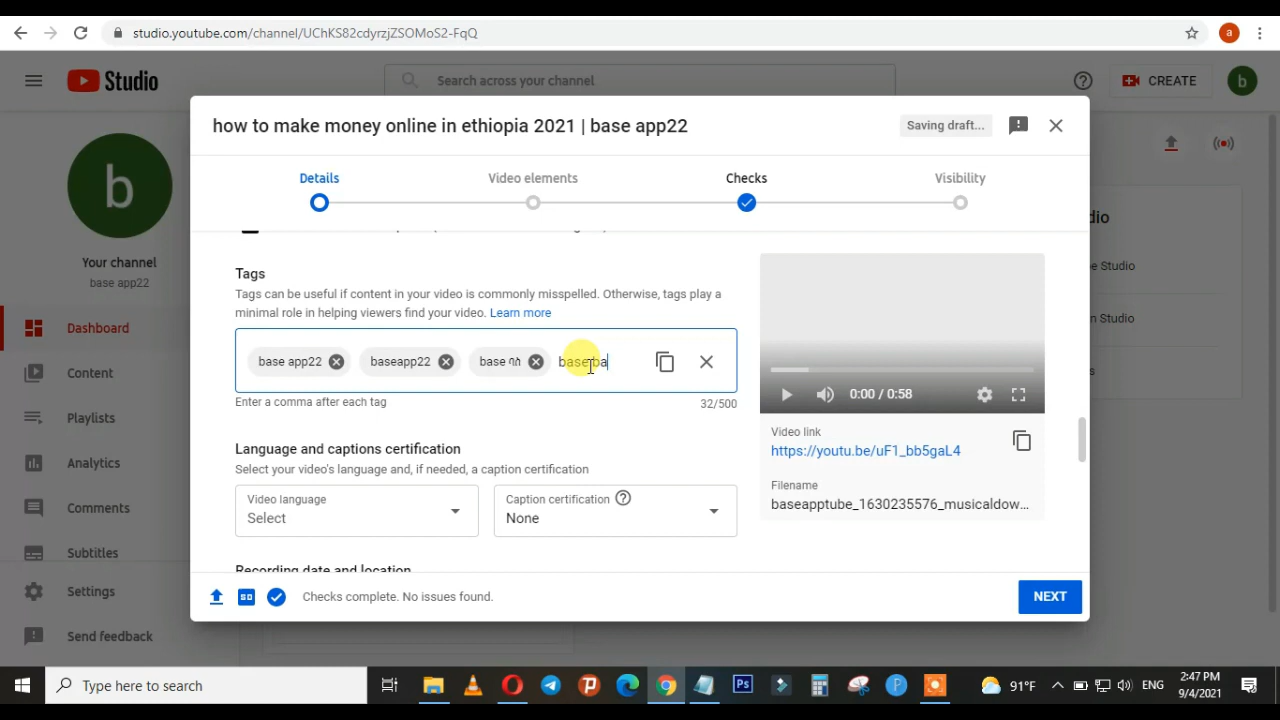 studio.youtube.com/channel/UChKS82cdyrzjZSOMoS2-FqQ
a
Studio
Search across your channel
CREATE
b
how to make money online in ethiopia 2021 | base app22
Saving draft...
Details
Video elements
Checks
Visibility
b
Your channel
base app22
Dashboard
Content
Playlists
Analytics
Comments
Subtitles
Settings
Send feedback
Tags
Tags can be useful if content in your video is commonly misspelled. Otherwise, tags play a
minimal role in helping viewers find your video. Learn more
base app22
baseapp22
base ባሰ
base ba
Enter a comma after each tag
32/500
Language and captions certification
Select your video's language and, if needed, a caption certification
Video language
Select
Caption certification
None
Recording date and location
0:00 / 0:58
Video link
https://youtu.be/uF1_bb5gaL4
Filename
baseapptube_1630235576_musicaldow...
dio
e Studio
n Studio
s
SD
Checks complete. No issues found.
NEXT
Type here to search
Ps
91°F
ENG
2:47 PM
9/4/2021